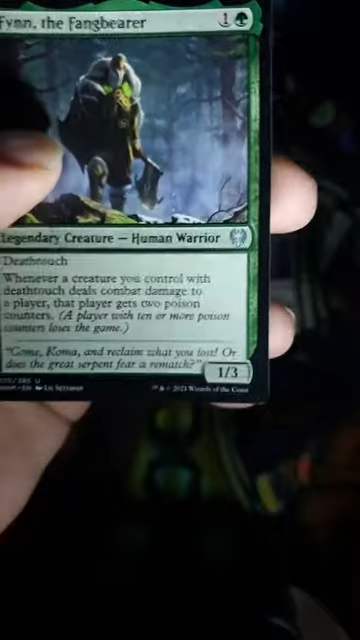 Fynn, the Fangbearer 1
Legendary Creature — Human Warrior
Deathtouch
Whenever a creature you control with
deathtouch deals combat damage to
a player, that player gets two poison
counters. (A player with ten or more poison
counters loses the game.)
"Come, Koma, and reclaim what you lost! Or
does the great serpent fear a rematch?"
1/3
/285 U
EN
™ & © 2021 Wizards of the Coast